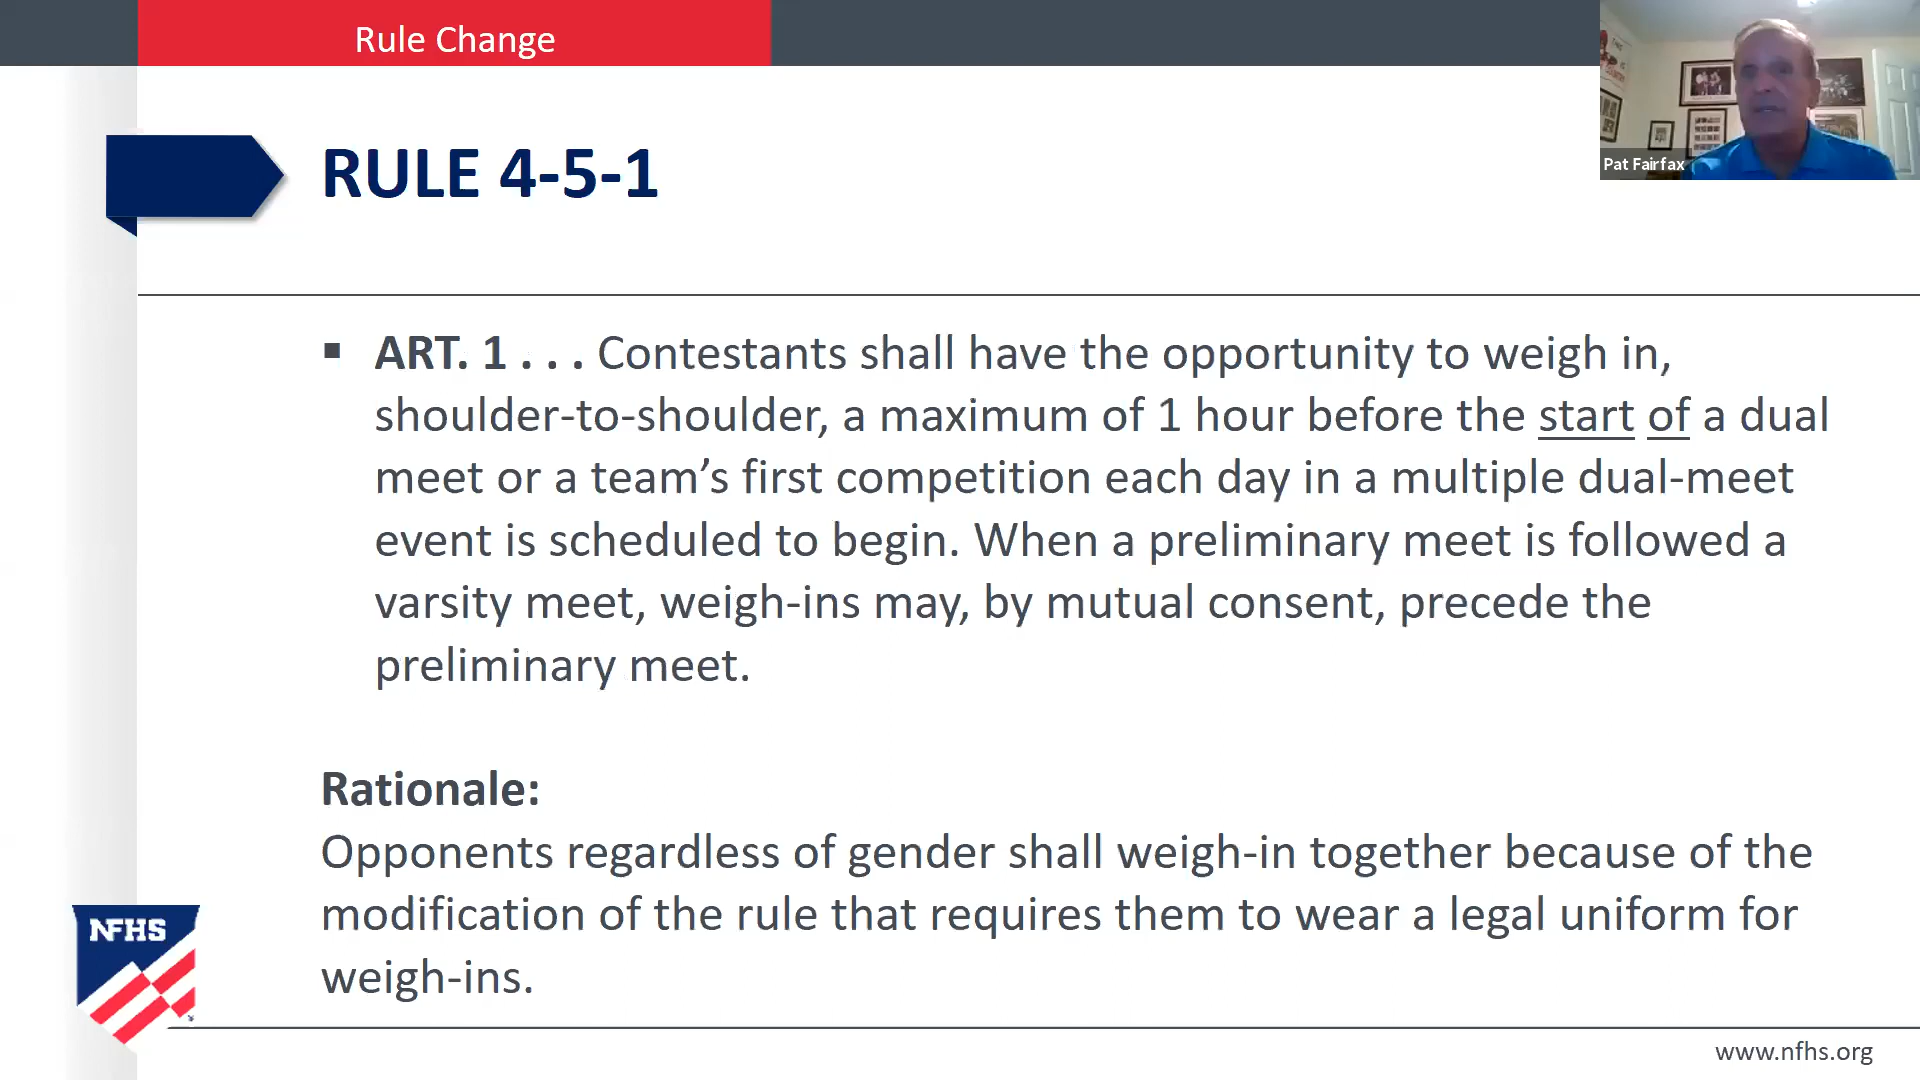 Rule Change
Pat Fairfax
RULE 4-5-1
▪ ART. 1 . . . Contestants shall have the opportunity to weigh in,
shoulder-to-shoulder, a maximum of 1 hour before the start of a dual
meet or a team’s first competition each day in a multiple dual-meet
event is scheduled to begin. When a preliminary meet is followed a
varsity meet, weigh-ins may, by mutual consent, precede the
preliminary meet.
Rationale:
Opponents regardless of gender shall weigh-in together because of the
modification of the rule that requires them to wear a legal uniform for
weigh-ins.
NFHS
www.nfhs.org